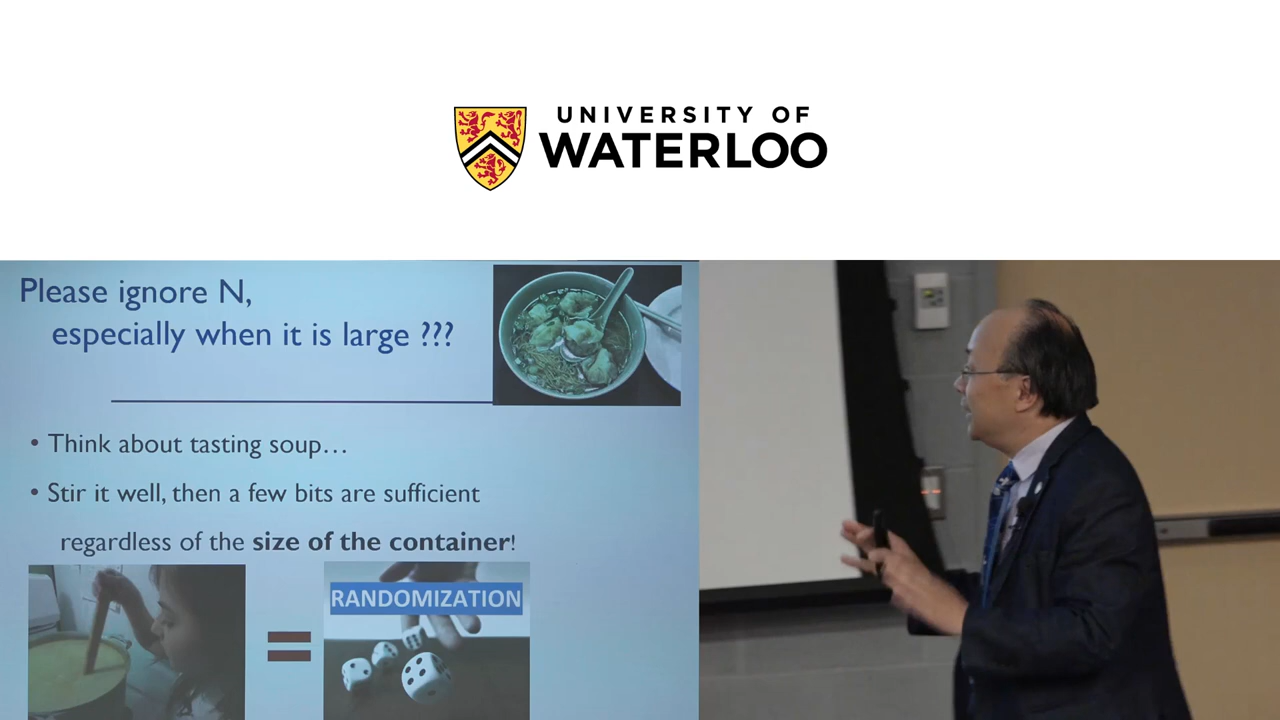 UNIVERSITY OF
WATERLOO
Please ignore N,
especially when it is large ???
• Think about tasting soup…
• Stir it well, then a few bits are sufficient
regardless of the size of the container!
RANDOMIZATION